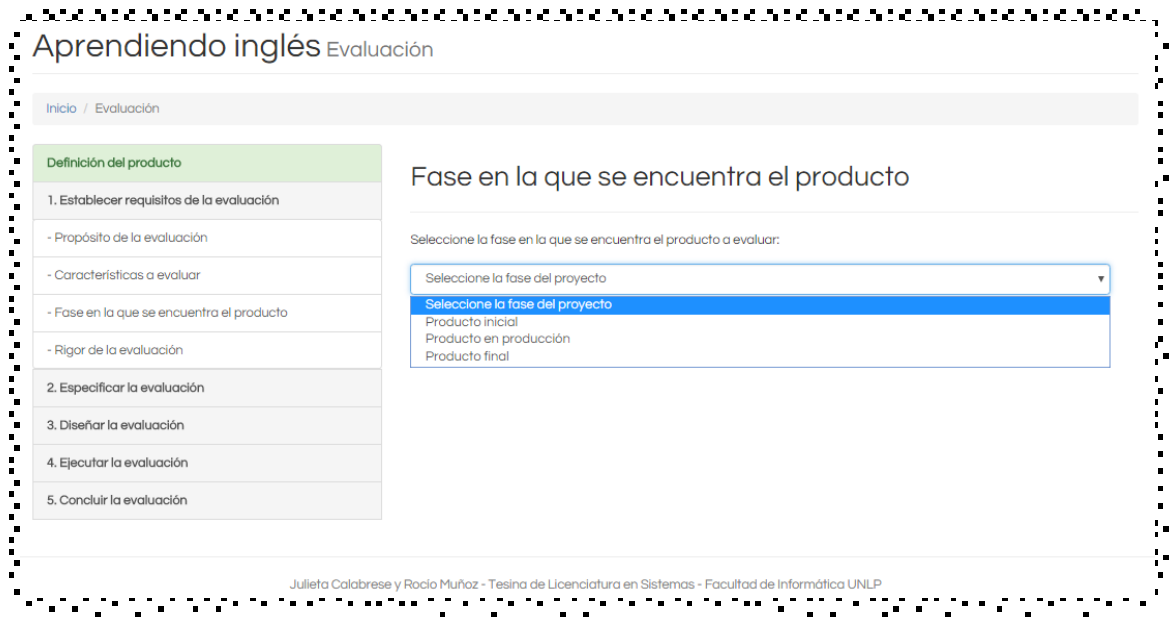 Aprendiendo inglés Evaluación
Inicio / Evaluación
Definición del producto
1. Establecer requisitos de la evaluación
- Propósito de la evaluación
- Características a evaluar
- Fase en la que se encuentra el producto
- Rigor de la evaluación
2. Especificar la evaluación
3. Diseñar la evaluación
4. Ejecutar la evaluación
5. Concluir la evaluación
Fase en la que se encuentra el producto
Seleccione la fase en la que se encuentra el producto a evaluar:
Seleccione la fase del proyecto
Seleccione la fase del proyecto
Producto inicial
Producto en producción
Producto final
Julieta Calabrese y Rocio Muñoz - Tesina de Licenciatura en Sistemas - Facultad de Informática UNLP